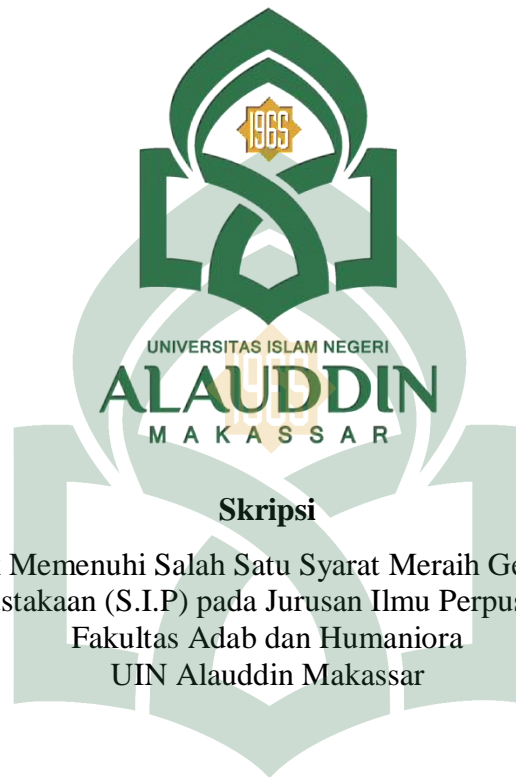 1965
UNIVERSITAS ISLAM NEGERI
ALAUDDIN
MAKASSAR
Skripsi
Memenuhi Salah Satu Syarat Meraih Ge
stakaan (S.I.P) pada Jurusan Ilmu Perpus
Fakultas Adab dan Humaniora
UIN Alauddin Makassar